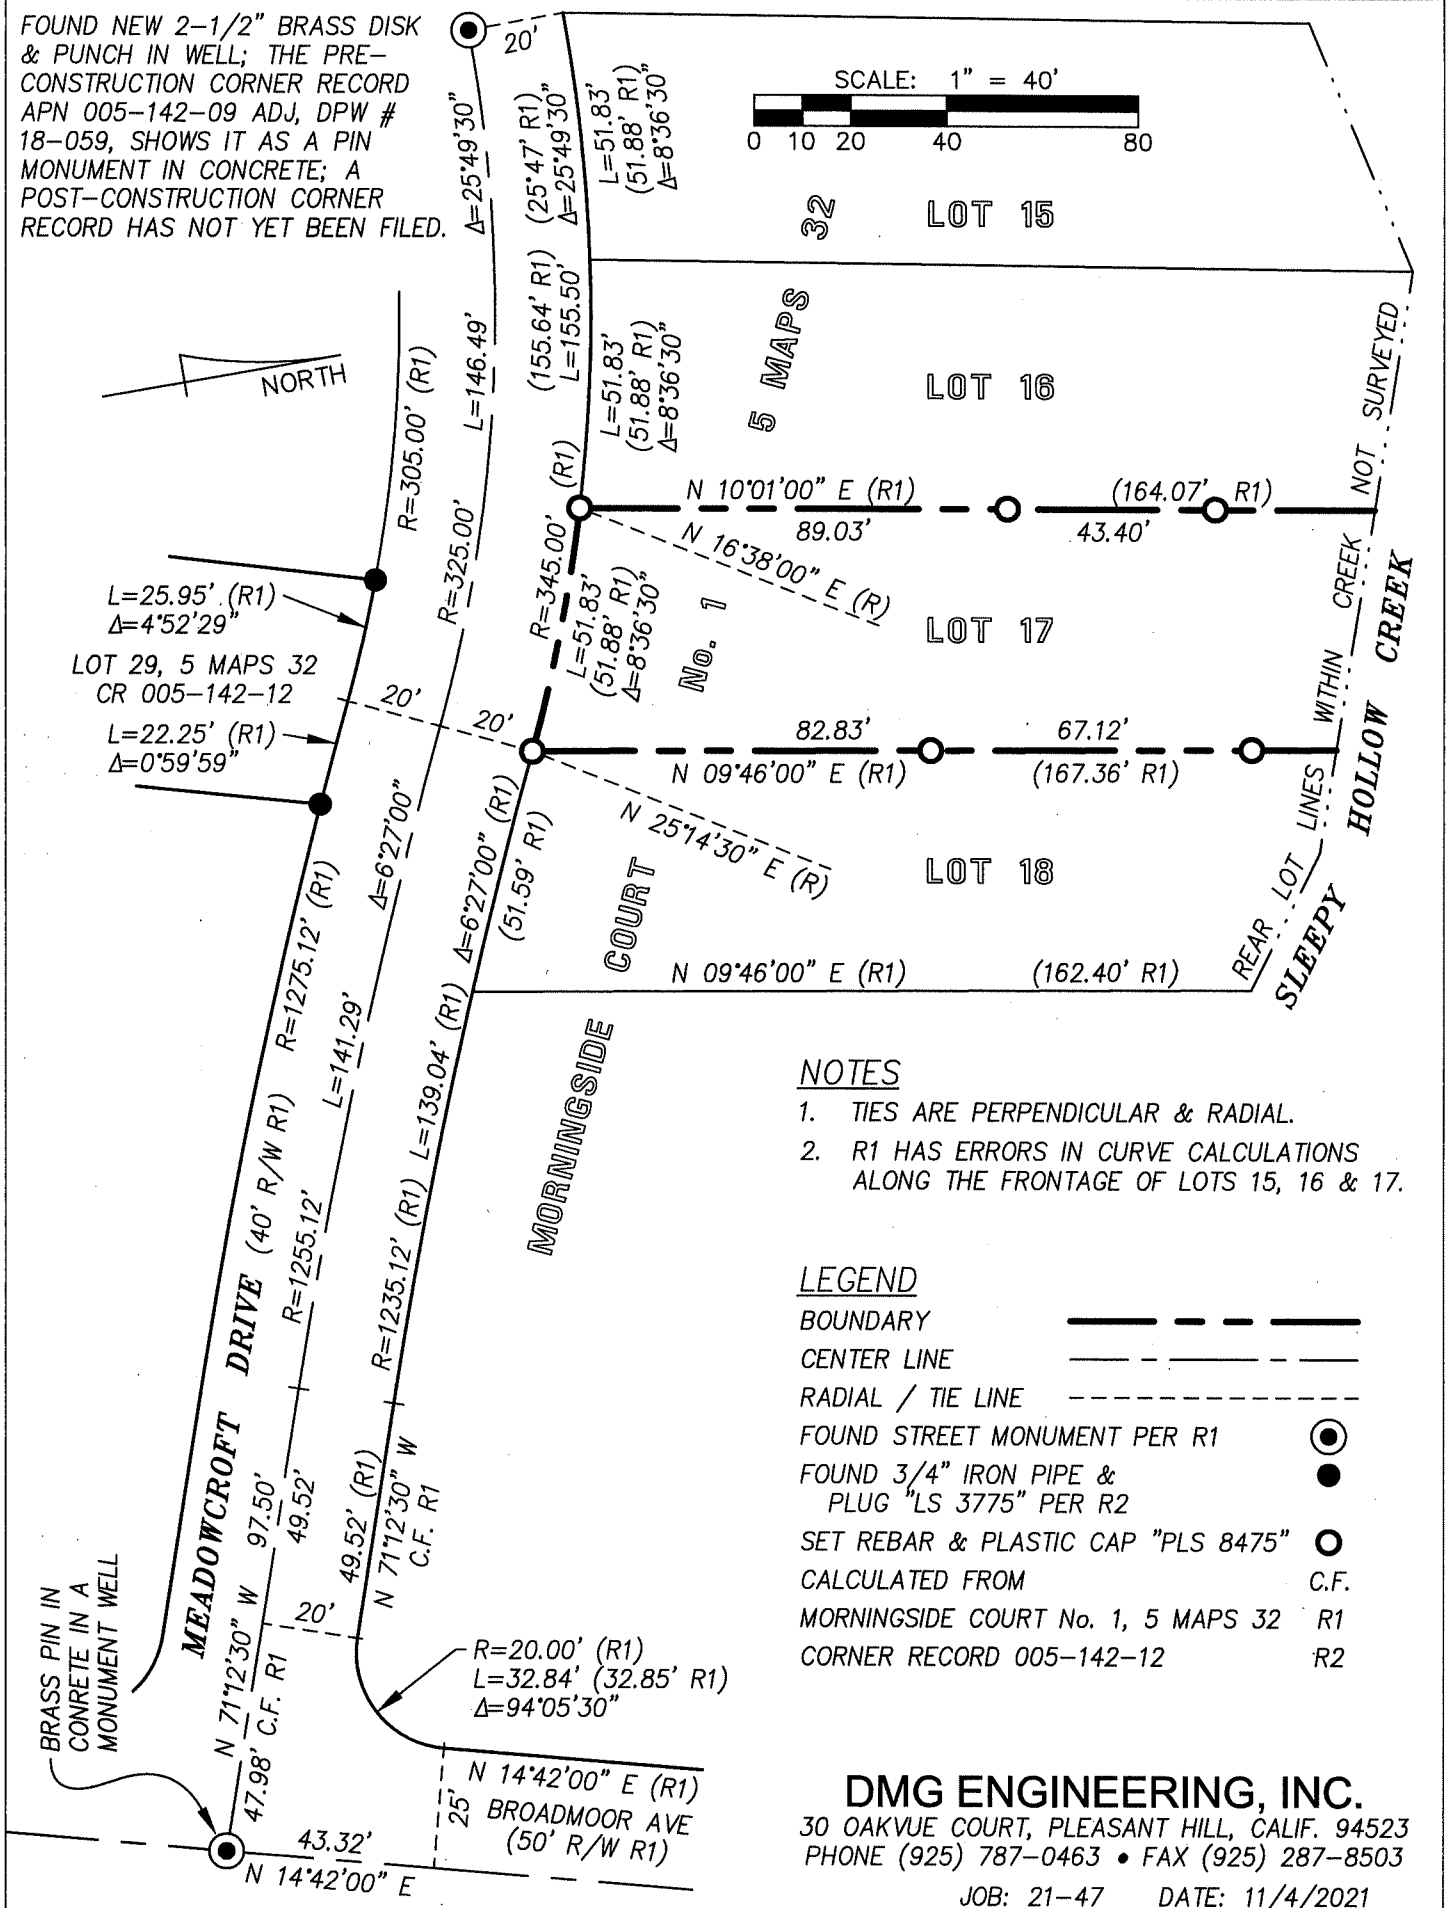 FOUND NEW 2-1/2" BRASS DISK
& PUNCH IN WELL; THE PRE-
CONSTRUCTION CORNER RECORD
APN 005-142-09 ADJ, DPW #
18-059, SHOWS IT AS A PIN
MONUMENT IN CONCRETE; A
POST-CONSTRUCTION CORNER
RECORD HAS NOT YET BEEN FILED.
20'
SCALE: 1" = 40'
0 10 20 40 80
Δ=25°49'30"
(25°47' R1)
Δ=25°49'30"
L=51.83'
(51.88' R1)
Δ=8°36'30"
32
LOT 15
NORTH
R=305.00' (R1)
L=146.49'
(155.64' R1)
L=155.50'
L=51.83'
(51.88' R1)
Δ=8°36'30"
5 MAPS
LOT 16
(R1)
N 10°01'00" E (R1)
(164.07' R1)
89.03'
43.40'
N 16°38'00" E (R)
R=325.00'
R=345.00'
L=51.83'
(51.88' R1)
Δ=8°36'30"
No. 1
LOT 17
L=25.95' (R1)
Δ=4°52'29"
LOT 29, 5 MAPS 32
CR 005-142-12
20'
20'
L=22.25' (R1)
Δ=0°59'59"
82.83'
67.12'
N 09°46'00" E (R1)
(167.36' R1)
N 25°14'30" E (R)
LOT 18
REAR LOT LINES WITHIN CREEK NOT SURVEYED
SLEEPY HOLLOW CREEK
Δ=6°27'00"
Δ=6°27'00" (R1)
(51.59' R1)
COURT
N 09°46'00" E (R1)
(162.40' R1)
R=1275.12' (R1)
L=141.29'
L=139.04' (R1)
MORNINGSIDE
R=1255.12'
R=1235.12' (R1)
MEADOWCROFT DRIVE (40' R/W R1)
97.50'
49.52'
49.52' (R1)
N 71°12'30" W
C.F. R1
20'
N 71°12'30" W
47.98' C.F. R1
BRASS PIN IN
CONRETE IN A
MONUMENT WELL
R=20.00' (R1)
L=32.84' (32.85' R1)
Δ=94°05'30"
N 14°42'00" E (R1)
25'
BROADMOOR AVE
(50' R/W R1)
43.32'
N 14°42'00" E
NOTES
1. TIES ARE PERPENDICULAR & RADIAL.
2. R1 HAS ERRORS IN CURVE CALCULATIONS
ALONG THE FRONTAGE OF LOTS 15, 16 & 17.
LEGEND
BOUNDARY
CENTER LINE
RADIAL / TIE LINE
FOUND STREET MONUMENT PER R1
FOUND 3/4" IRON PIPE &
PLUG "LS 3775" PER R2
SET REBAR & PLASTIC CAP "PLS 8475"
CALCULATED FROM C.F.
MORNINGSIDE COURT No. 1, 5 MAPS 32 R1
CORNER RECORD 005-142-12 R2
DMG ENGINEERING, INC.
30 OAKVUE COURT, PLEASANT HILL, CALIF. 94523
PHONE (925) 787-0463 • FAX (925) 287-8503
JOB: 21-47 DATE: 11/4/2021